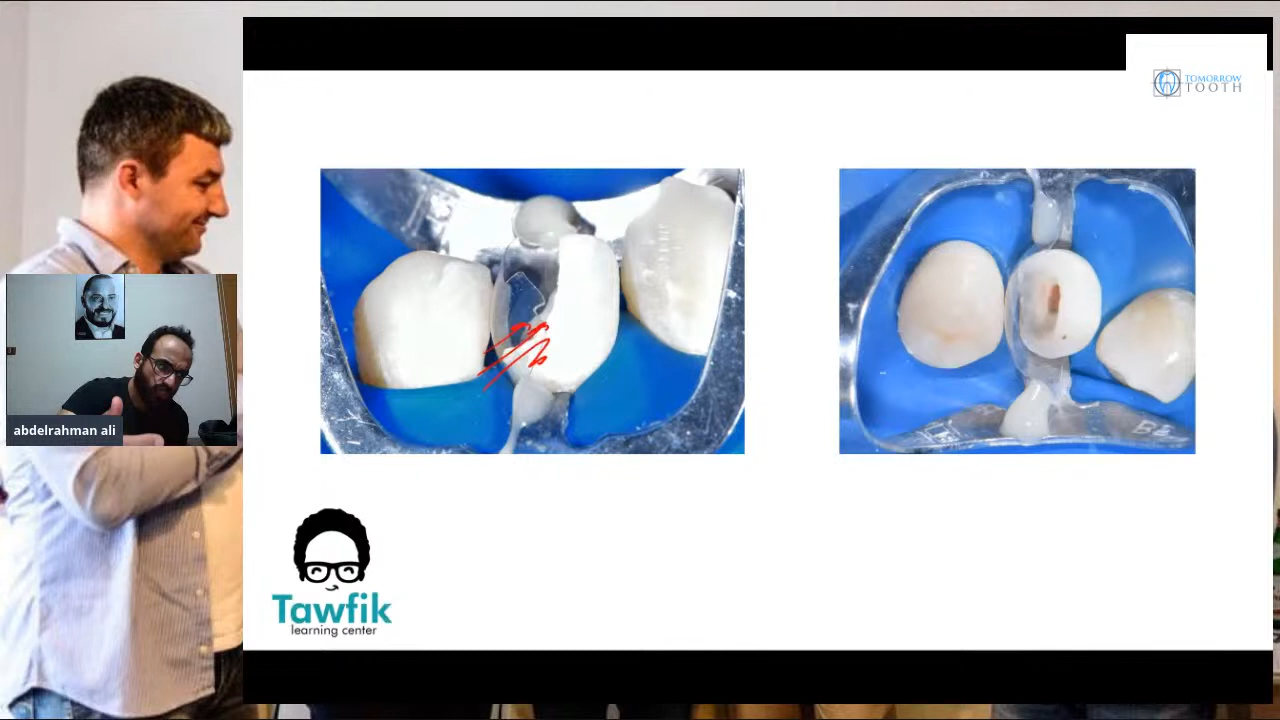 TOMORROW
TOOTH
abdelrahman ali
Tawfik
learning center